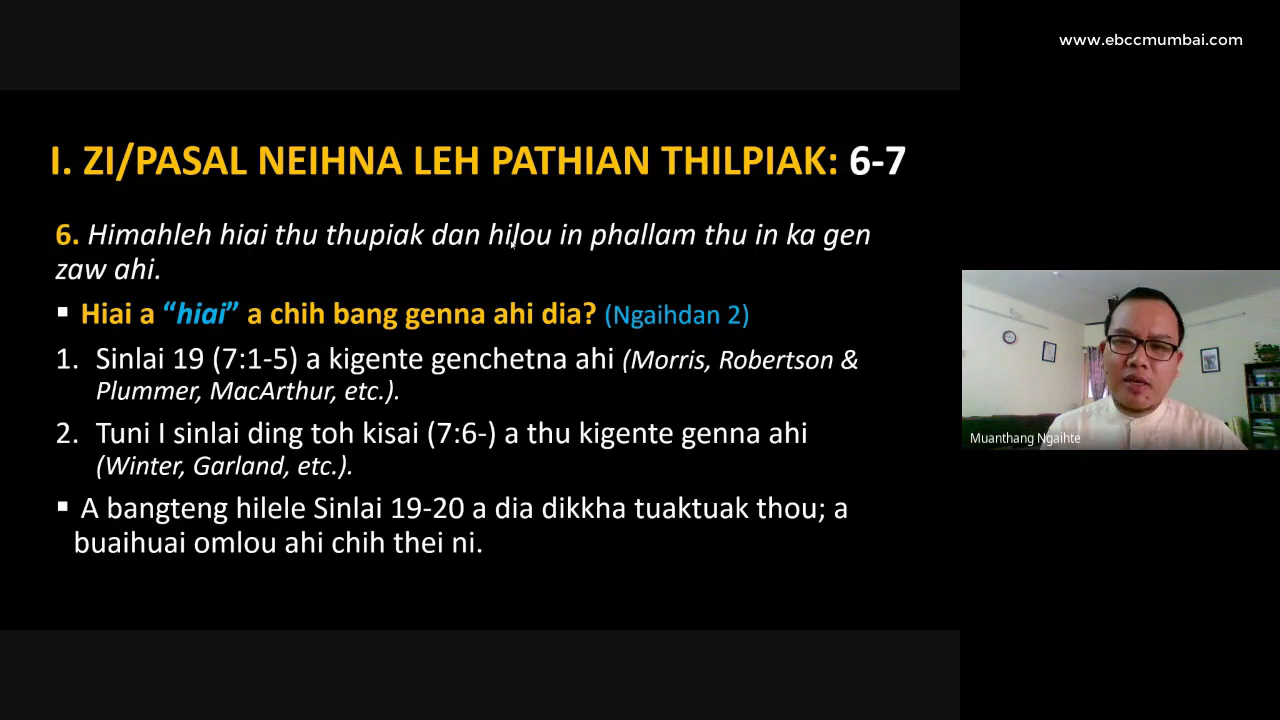 www.ebccmumbai.com
I. ZI/PASAL NEIHNA LEH PATHIAN THILPIAK: 6-7
6. Himahleh hiai thu thupiak dan hilou in phallam thu in ka gen
zaw ahi.
▪ Hiai a “hiai” a chih bang genna ahi dia? (Ngaihdan 2)
1. Sinlai 19 (7:1-5) a kigente genchetna ahi (Morris, Robertson &
Plummer, MacArthur, etc.).
2. Tuni I sinlai ding toh kisai (7:6-) a thu kigente genna ahi
(Winter, Garland, etc.).
▪ A bangteng hilele Sinlai 19-20 a dia dikkha tuaktuak thou; a
buaihuai omlou ahi chih thei ni.
Muanthang Ngaihte